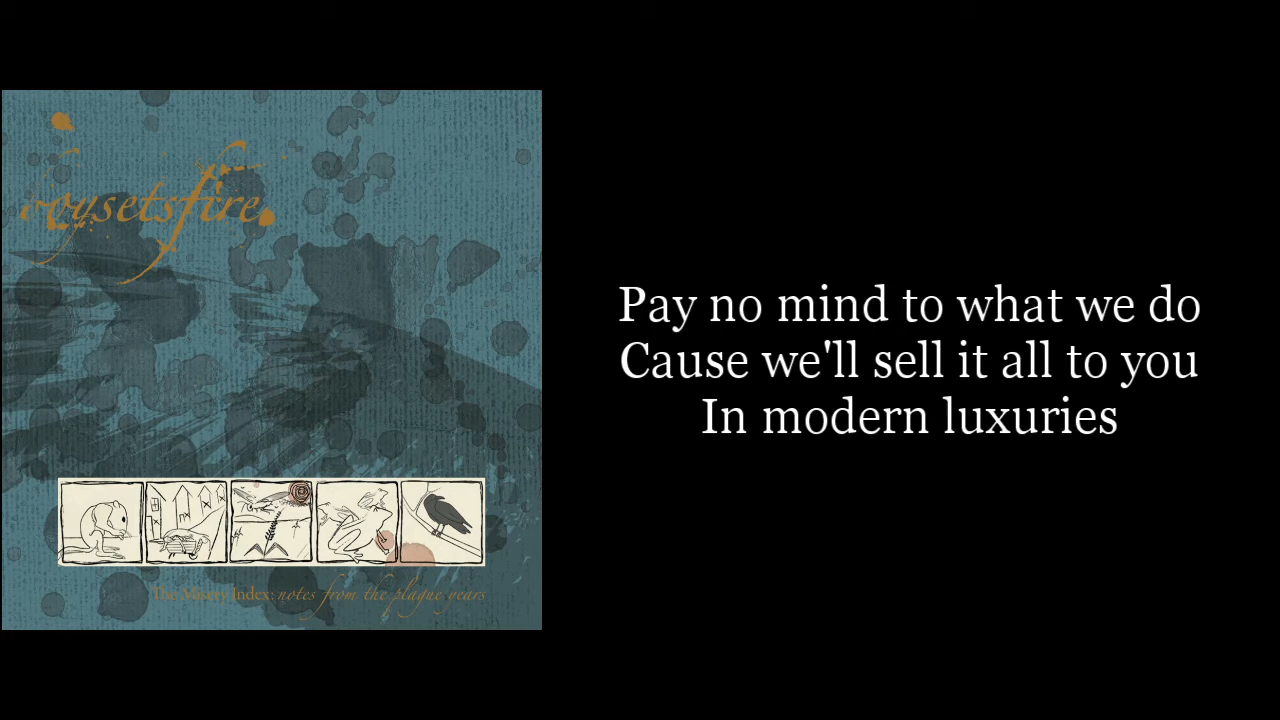 boysetsfire
The Misery Index: notes from the plague years
Pay no mind to what we do
Cause we'll sell it all to you
In modern luxuries